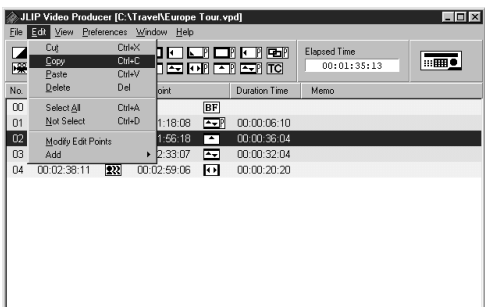 JLIP Video Producer [C:\Travel\Europe Tour.vpd]
File Edit View Preferences Window Help
Cut Ctrl+X
Copy Ctrl+C
Paste Ctrl+V
Delete Del
Select All Ctrl+A
Not Select Ctrl+D
Modify Edit Points
Add
P P P P
P P P TC
Elapsed Time
00:01:35:13
No. oint Duration Time Memo
00 BF
01 1:18:08 P 00:00:06:10
02 1:56:18 00:00:36:04
03 2:33:07 00:00:32:04
04 00:02:38:11 00:02:59:06 00:00:20:20